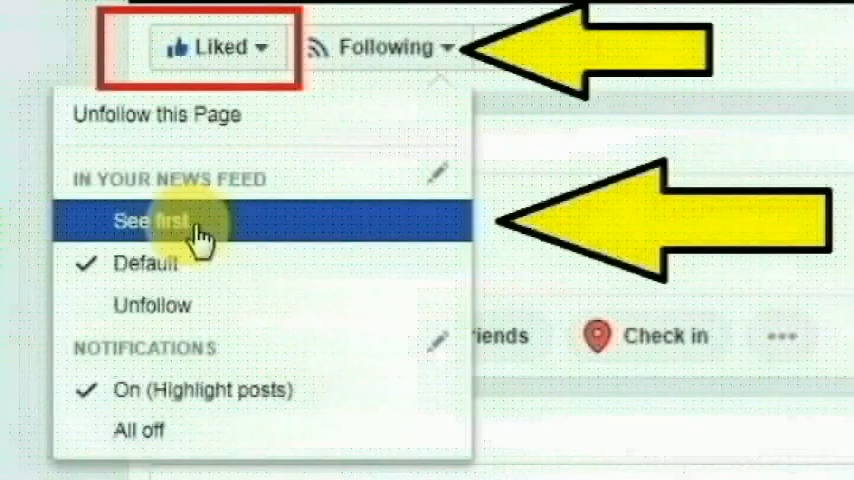 Liked Following
Unfollow this Page
IN YOUR NEWS FEED
See first
Default
Unfollow
riends Check in
NOTIFICATIONS
On (Highlight posts)
All off